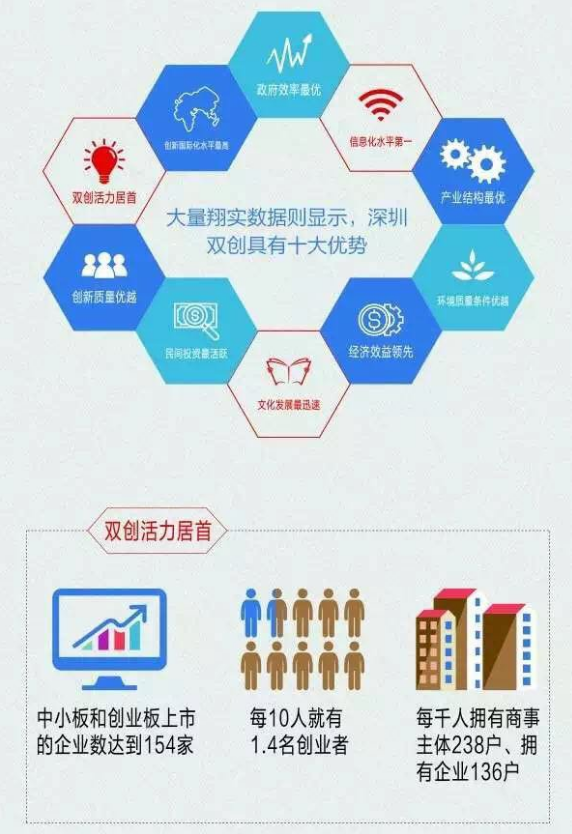 政府效率最优
创新国际化水平最高
信息化水平第一
双创活力居首
产业结构最优
大量翔实数据则显示，深圳
双创具有十大优势
创新质量优越
环境质量条件优越
民间投资最活跃
经济效益领先
文化发展最迅速
双创活力居首
中小板和创业板上市
的企业数达到154家
每10人就有
1.4名创业者
每千人拥有商事
主体238户、拥
有企业136户